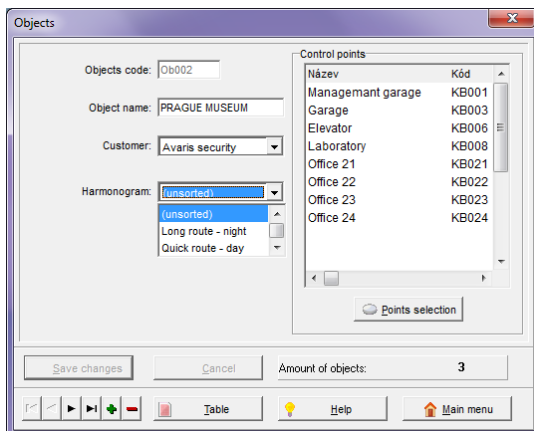 Objects
Objects code: Ob002
Object name: PRAGUE MUSEUM
Customer: Avaris security
Harmonogram: (unsorted)
(unsorted)
Long route - night
Quick route - day
Control points
Název Kód
Managemant garage KB001
Garage KB003
Elevator KB006
Laboratory KB008
Office 21 KB021
Office 22 KB022
Office 23 KB023
Office 24 KB024
Points selection
Save changes Cancel Amount of objects: 3
Table Help Main menu